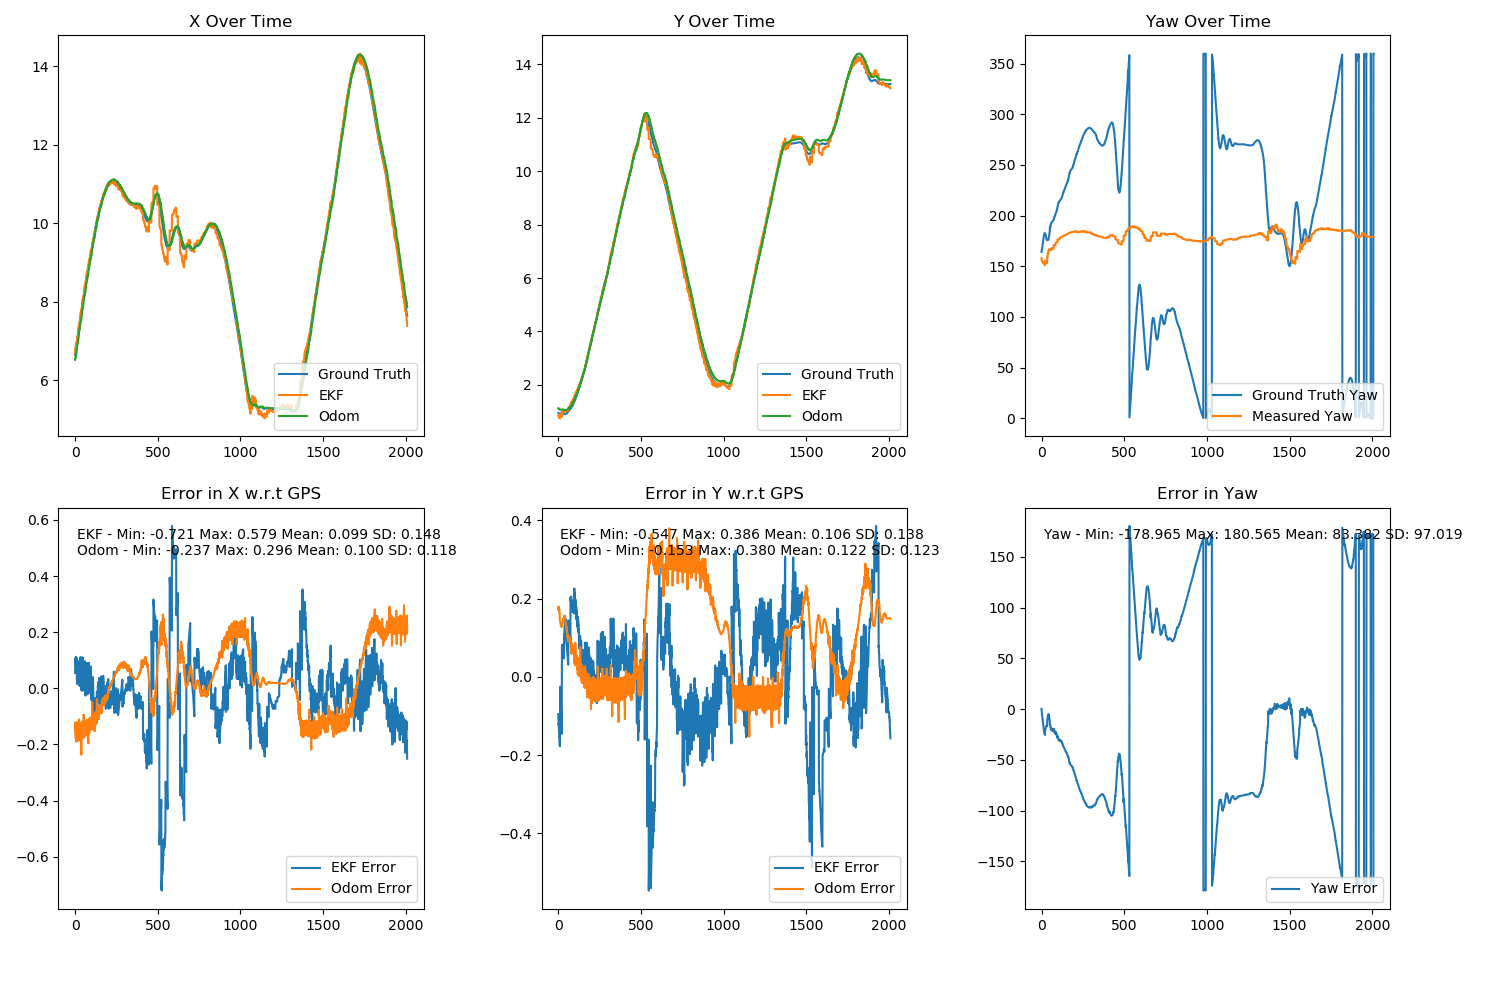 X Over Time
14
12
10
8
6
0 500 1000 1500 2000
Ground Truth
EKF
Odom
Y Over Time
14
12
10
8
6
4
2
0 500 1000 1500 2000
Ground Truth
EKF
Odom
Yaw Over Time
350
300
250
200
150
100
50
0
0 500 1000 1500 2000
Ground Truth Yaw
Measured Yaw
Error in X w.r.t GPS
EKF - Min: -0.721 Max: 0.579 Mean: 0.099 SD: 0.148
Odom - Min: -0.237 Max: 0.296 Mean: 0.100 SD: 0.118
0.6
0.4
0.2
0.0
−0.2
−0.4
−0.6
0 500 1000 1500 2000
EKF Error
Odom Error
Error in Y w.r.t GPS
EKF - Min: -0.547 Max: 0.386 Mean: 0.106 SD: 0.138
Odom - Min: -0.153 Max: 0.380 Mean: 0.122 SD: 0.123
0.4
0.2
0.0
−0.2
−0.4
0 500 1000 1500 2000
EKF Error
Odom Error
Error in Yaw
Yaw - Min: -178.965 Max: 180.565 Mean: 83.382 SD: 97.019
150
100
50
0
−50
−100
−150
0 500 1000 1500 2000
Yaw Error